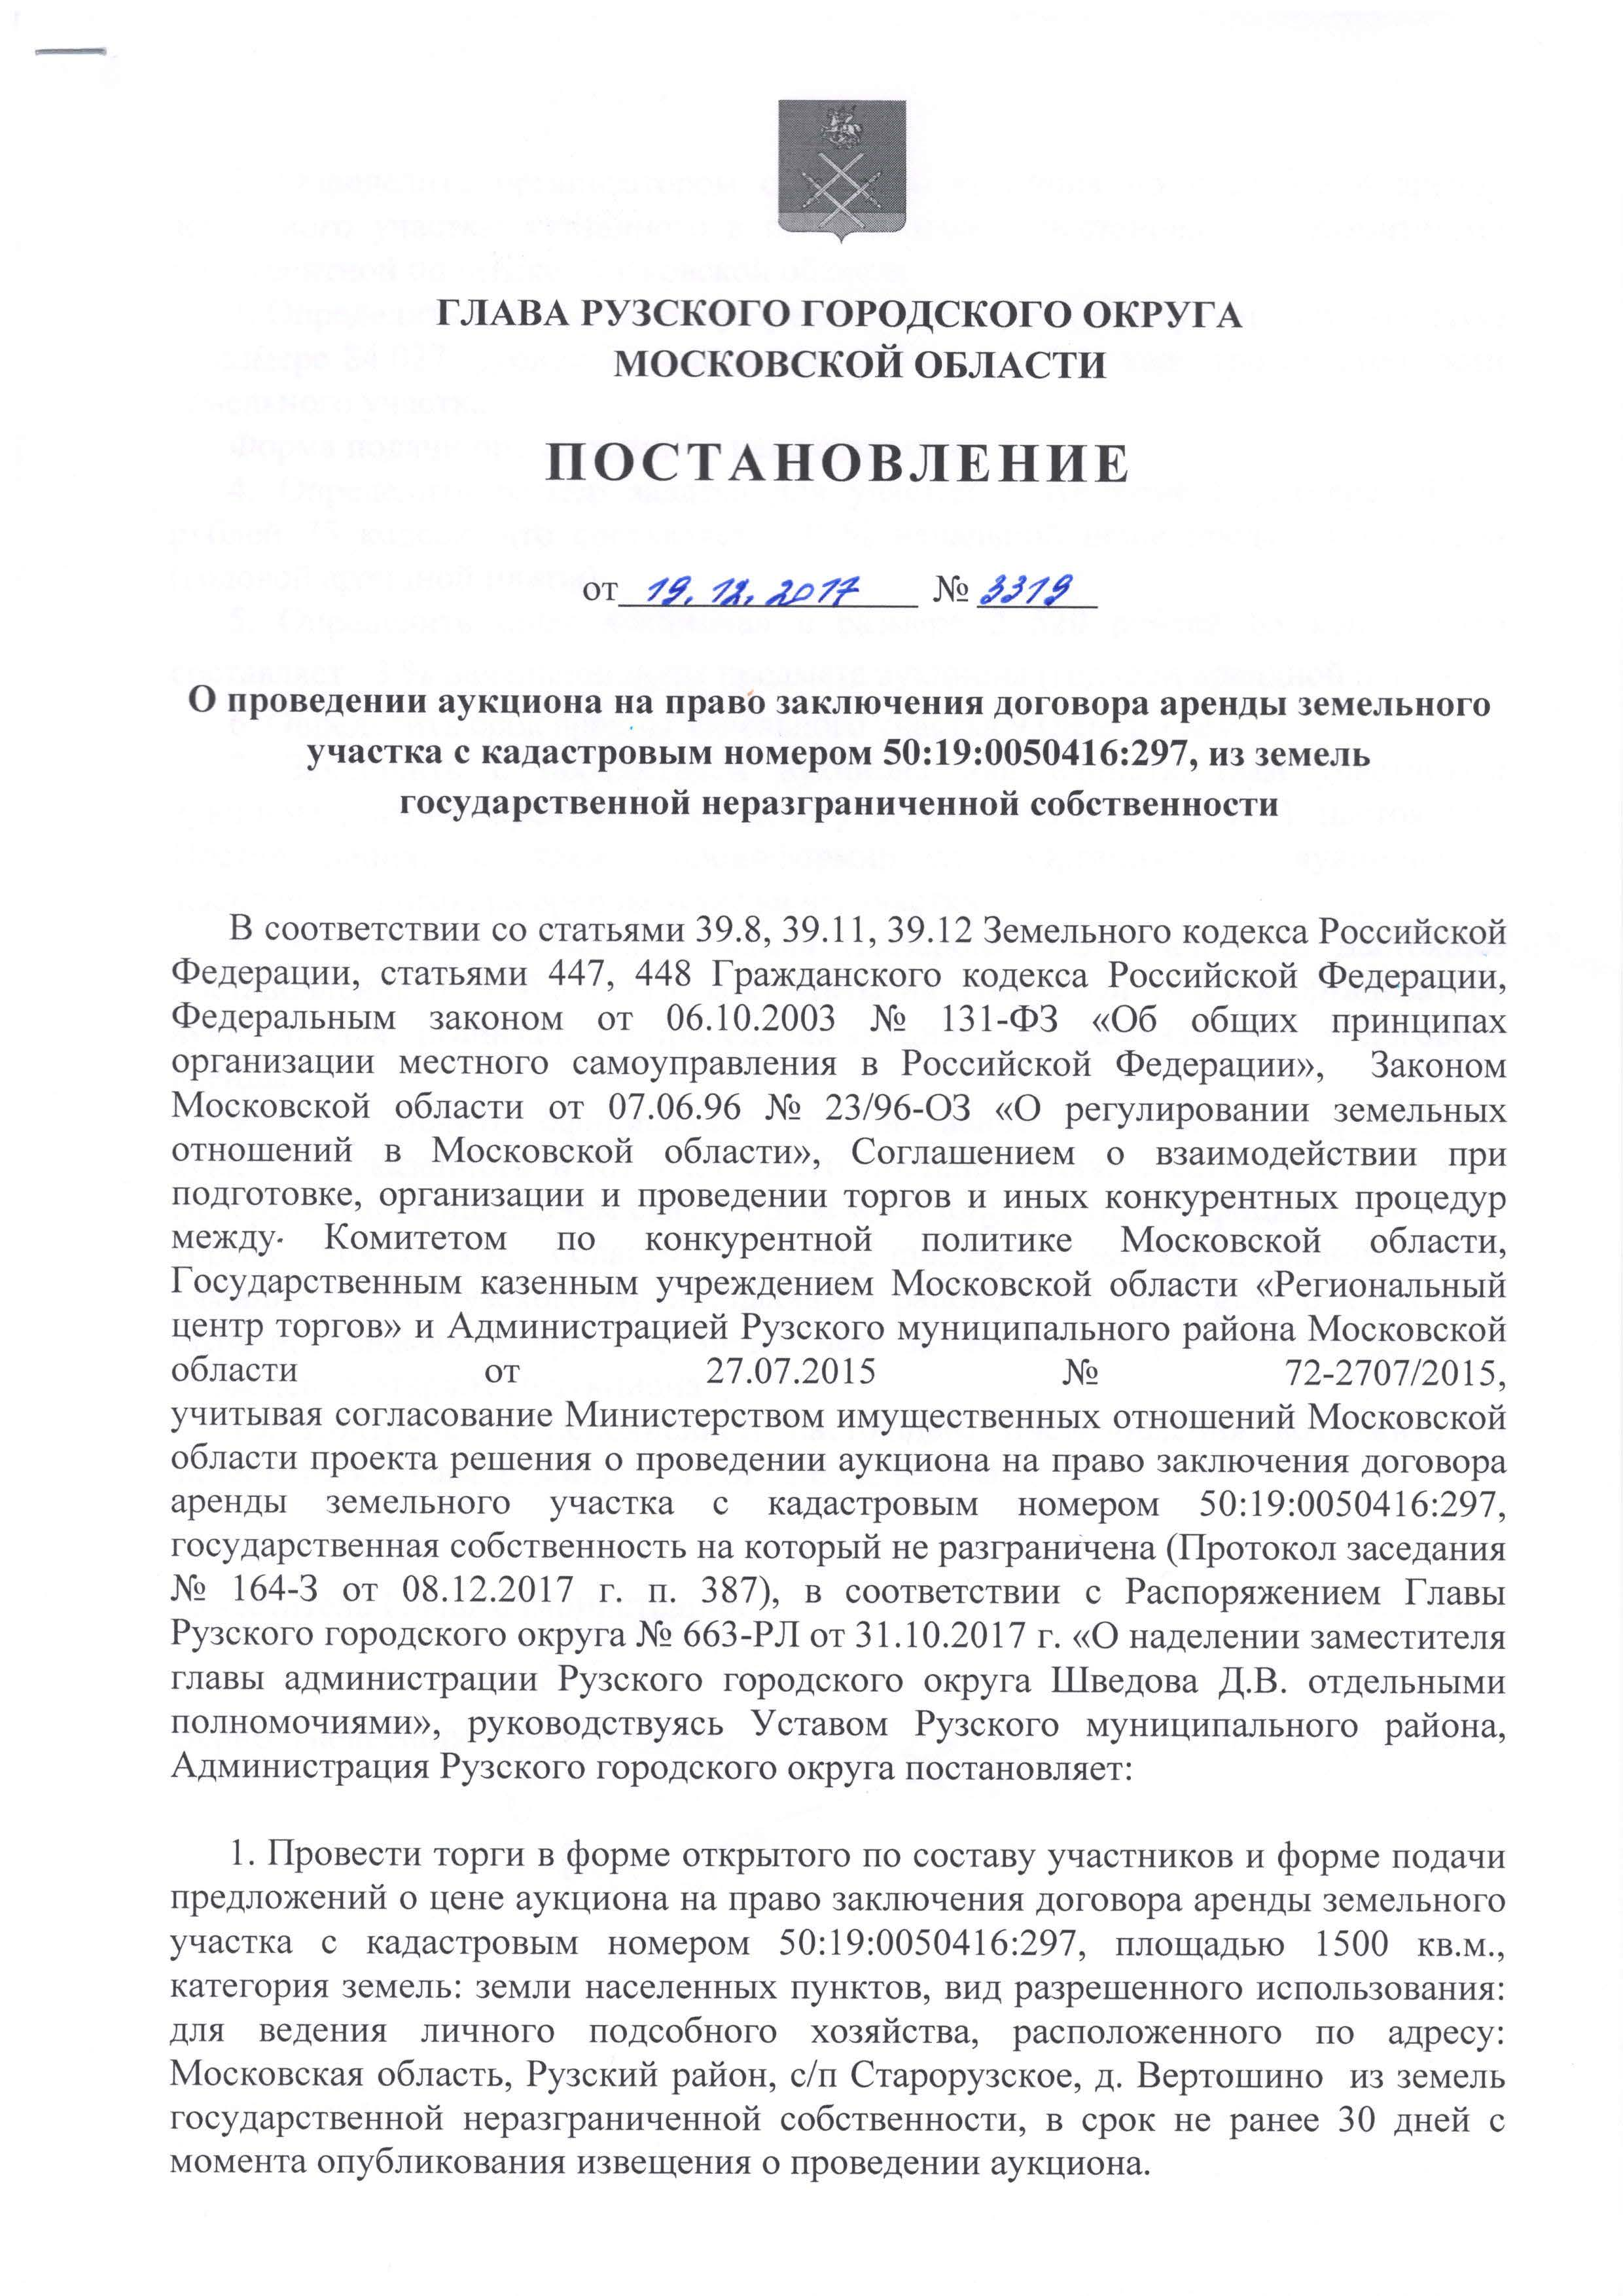 ГЛАВА РУЗСКОГО ГОРОДСКОГО ОКРУГА
МОСКОВСКОЙ ОБЛАСТИ
ПОСТАНОВЛЕНИЕ
от 19.12.2017 № 3319
О проведении аукциона на право заключения договора аренды земельного
участка с кадастровым номером 50:19:0050416:297, из земель
государственной неразграниченной собственности
В соответствии со статьями 39.8, 39.11, 39.12 Земельного кодекса Российской
Федерации, статьями 447, 448 Гражданского кодекса Российской Федерации,
Федеральным законом от 06.10.2003 № 131-ФЗ «Об общих принципах
организации местного самоуправления в Российской Федерации», Законом
Московской области от 07.06.96 № 23/96-ОЗ «О регулировании земельных
отношений в Московской области», Соглашением о взаимодействии при
подготовке, организации и проведении торгов и иных конкурентных процедур
между Комитетом по конкурентной политике Московской области,
Государственным казенным учреждением Московской области «Региональный
центр торгов» и Администрацией Рузского муниципального района Московской
области от 27.07.2015 № 72-2707/2015,
учитывая согласование Министерством имущественных отношений Московской
области проекта решения о проведении аукциона на право заключения договора
аренды земельного участка с кадастровым номером 50:19:0050416:297,
государственная собственность на который не разграничена (Протокол заседания
№ 164-З от 08.12.2017 г. п. 387), в соответствии с Распоряжением Главы
Рузского городского округа № 663-РЛ от 31.10.2017 г. «О наделении заместителя
главы администрации Рузского городского округа Шведова Д.В. отдельными
полномочиями», руководствуясь Уставом Рузского муниципального района,
Администрация Рузского городского округа постановляет:
1. Провести торги в форме открытого по составу участников и форме подачи
предложений о цене аукциона на право заключения договора аренды земельного
участка с кадастровым номером 50:19:0050416:297, площадью 1500 кв.м.,
категория земель: земли населенных пунктов, вид разрешенного использования:
для ведения личного подсобного хозяйства, расположенного по адресу:
Московская область, Рузский район, с/п Старорузское, д. Вертошино из земель
государственной неразграниченной собственности, в срок не ранее 30 дней с
момента опубликования извещения о проведении аукциона.